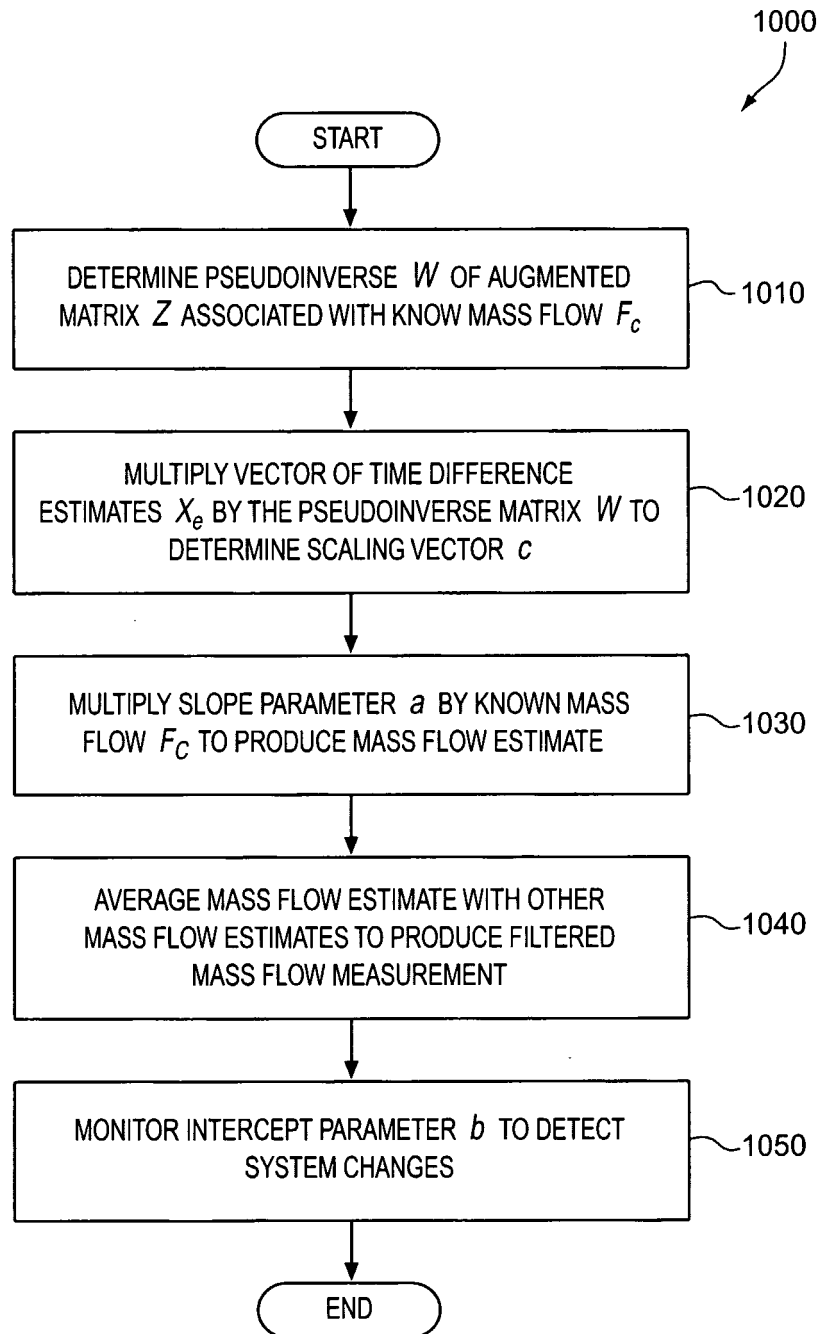 1000
START
DETERMINE PSEUDOINVERSE W OF AUGMENTED
MATRIX Z ASSOCIATED WITH KNOW MASS FLOW Fc
1010
MULTIPLY VECTOR OF TIME DIFFERENCE
ESTIMATES Xe BY THE PSEUDOINVERSE MATRIX W TO
DETERMINE SCALING VECTOR c
1020
MULTIPLY SLOPE PARAMETER a BY KNOWN MASS
FLOW FC TO PRODUCE MASS FLOW ESTIMATE
1030
AVERAGE MASS FLOW ESTIMATE WITH OTHER
MASS FLOW ESTIMATES TO PRODUCE FILTERED
MASS FLOW MEASUREMENT
1040
MONITOR INTERCEPT PARAMETER b TO DETECT
SYSTEM CHANGES
1050
END